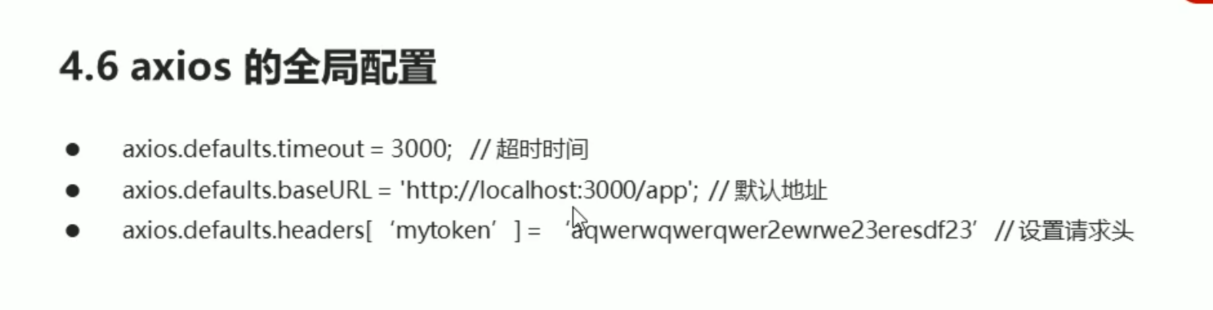 4.6 axios 的全局配置
● axios.defaults.timeout = 3000; // 超时时间
● axios.defaults.baseURL = 'http://localhost:3000/app'; // 默认地址
● axios.defaults.headers[‘mytoken’] = ‘aqwerwqwerqwer2ewrwe23eresdf23’ // 设置请求头